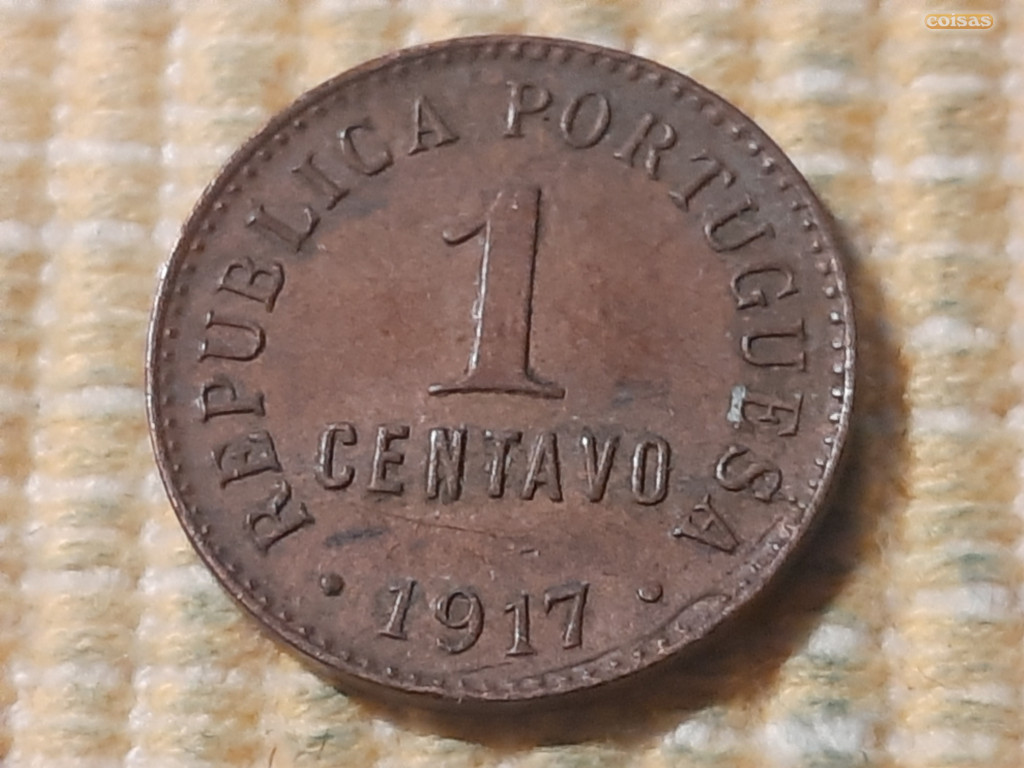 coisas
REPUBLICA PORTUGUESA
1
CENTAVO
• 1917 •